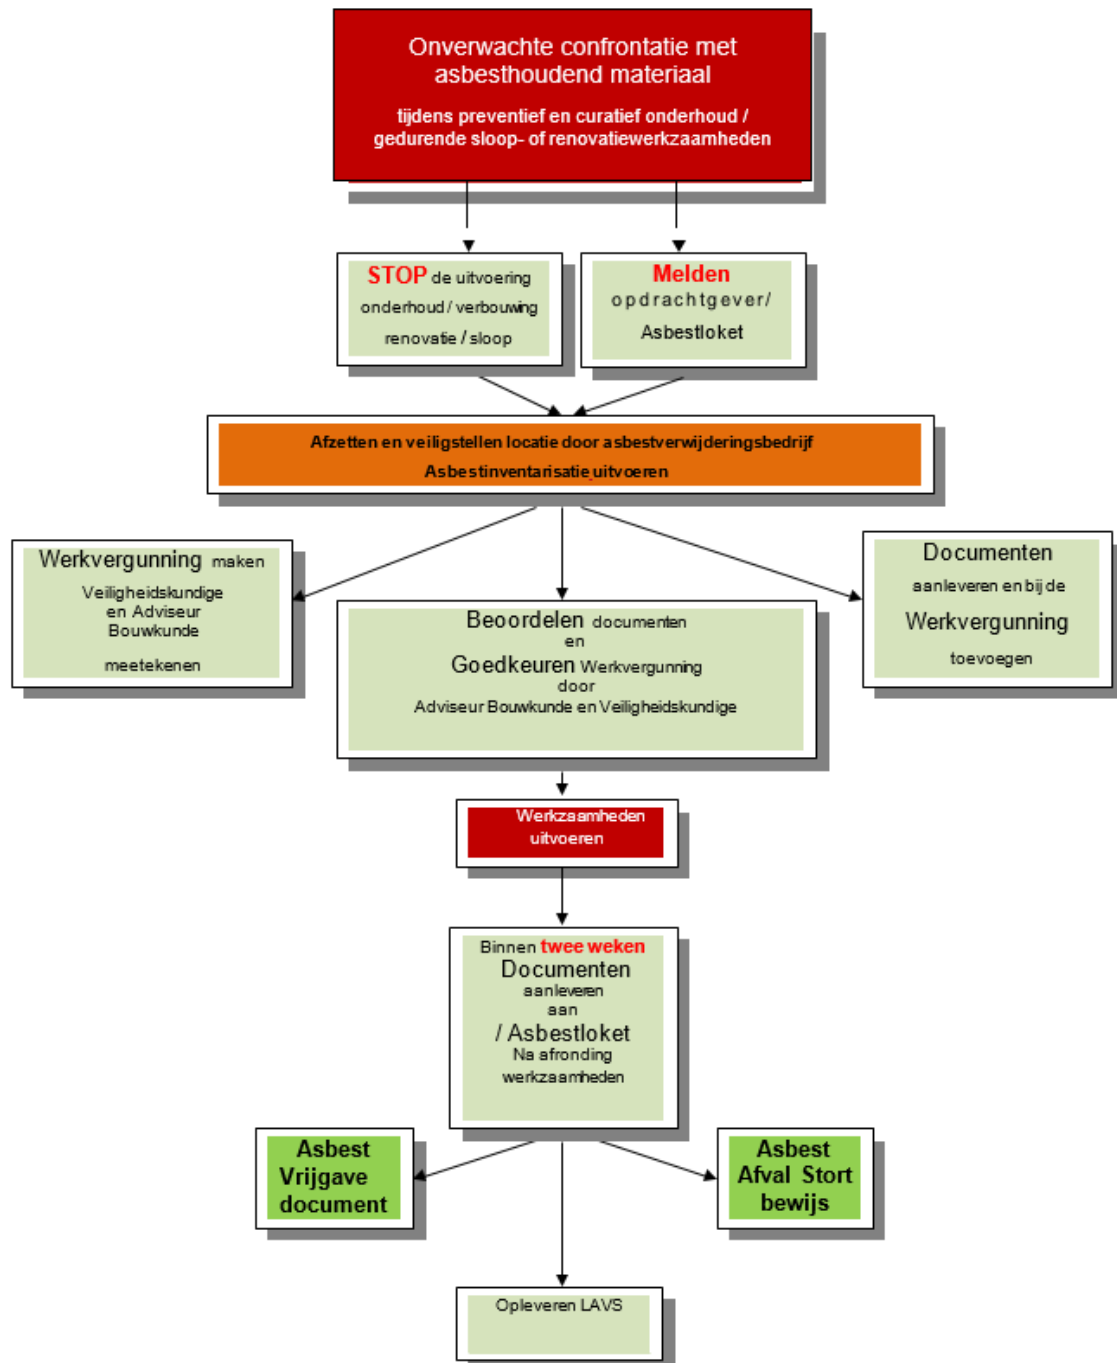 Onverwachte confrontatie met
asbesthoudend materiaal
tijdens preventief en curatief onderhoud /
gedurende sloop- of renovatiewerkzaamheden
STOP de uitvoering
onderhoud / verbouwing
renovatie / sloop
Melden
opdrachtgever/
Asbestloket
Afzetten en veiligstellen locatie door asbestverwijderingsbedrijf
Asbestinventarisatie uitvoeren
Werkvergunning maken
Veiligheidskundige
en Adviseur
Bouwkunde
meetekenen
Beoordelen documenten
en
Goedkeuren Werkvergunning
door
Adviseur Bouwkunde en Veiligheidskundige
Documenten
aanleveren en bij de
Werkvergunning
toevoegen
Werkzaamheden
uitvoeren
Binnen twee weken
Documenten
aanleveren
aan
/ Asbestloket
Na afronding
werkzaamheden
Asbest
Vrijgave
document
Asbest
Afval Stort
bewijs
Opleveren LAVS